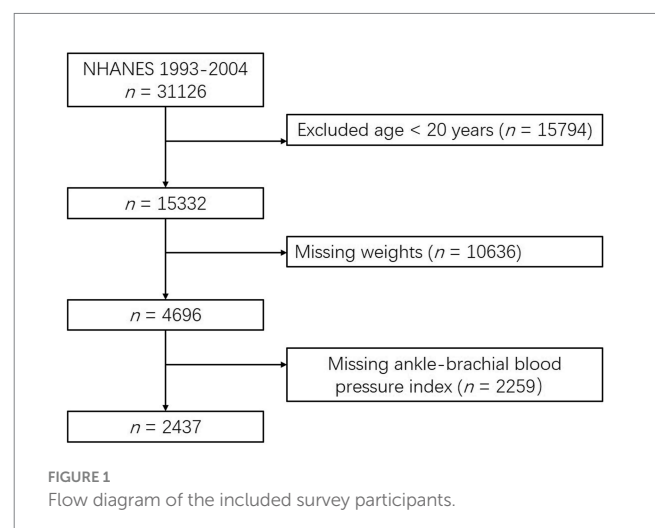 NHANES 1993-2004
n = 31126
Excluded age < 20 years (n = 15794)
n = 15332
Missing weights (n = 10636)
n = 4696
Missing ankle-brachial blood
pressure index (n = 2259)
n = 2437
FIGURE 1
Flow diagram of the included survey participants.